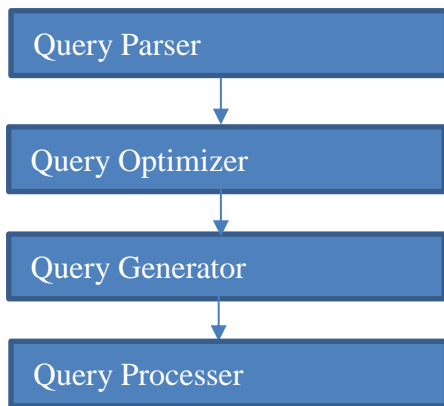 Query Parser
Query Optimizer
Query Generator
Query Processer